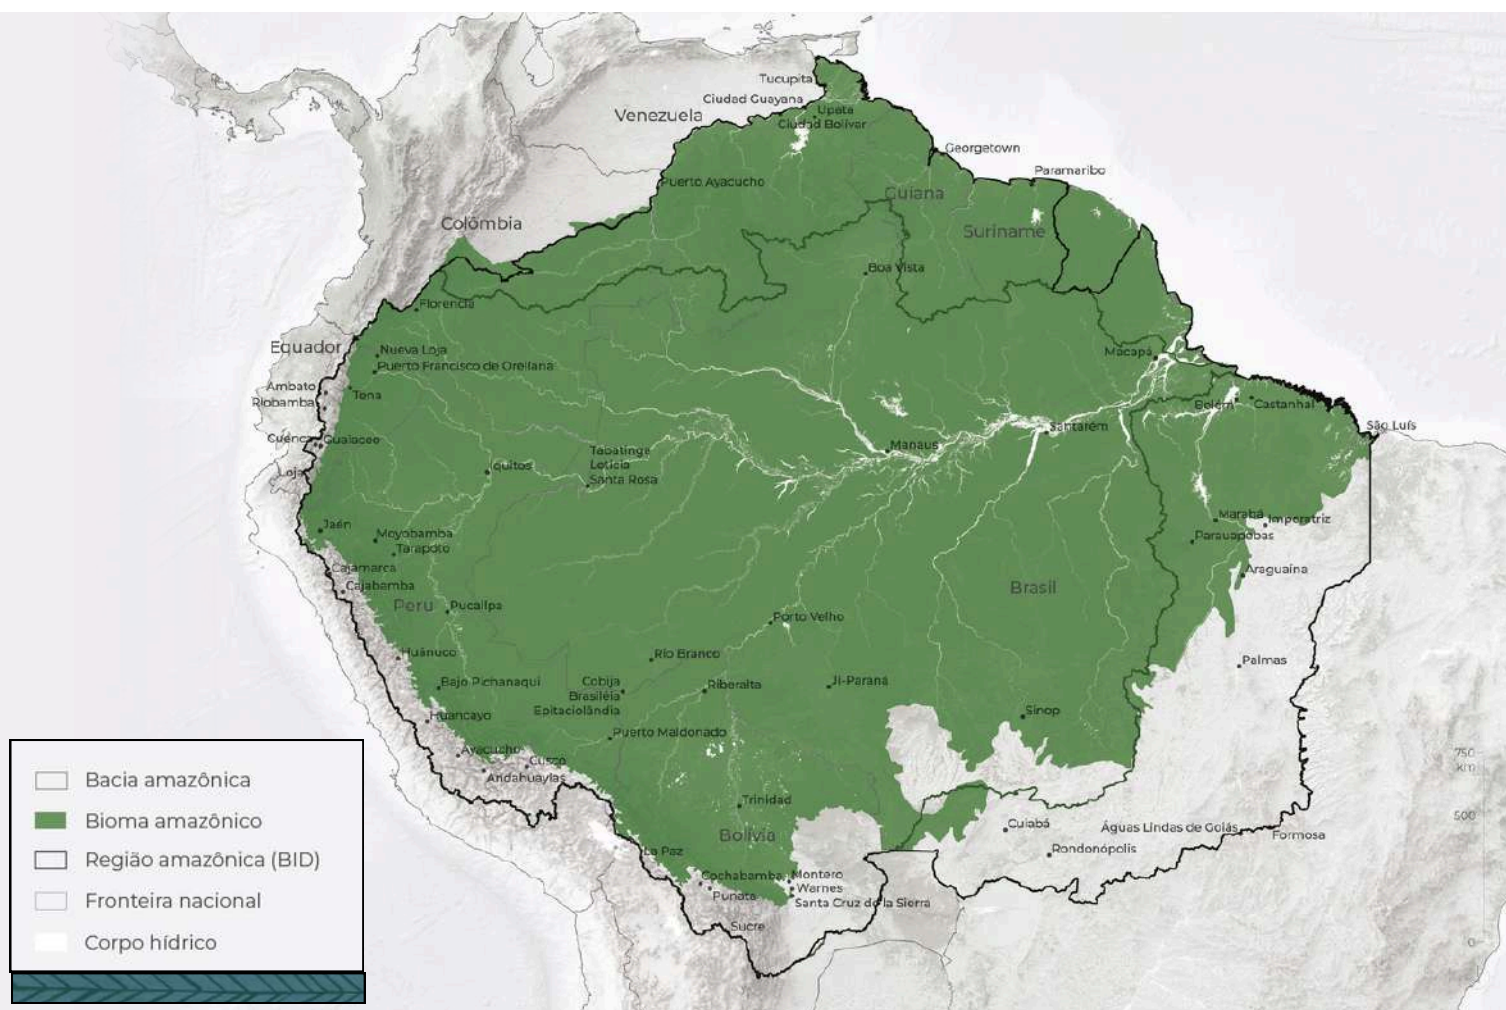 Tucupita
Ciudad Guayana
Upata
Venezuela
Ciudad Bolívar
Georgetown
Paramaribo
Puerto Ayacucho
Guiana
Colômbia
Suriname
Boa Vista
Florencia
Equador
Nueva Loja
Macapá
Puerto Francisco de Orellana
Ambato
Tena
Riobamba
Belém
Castanhal
São Luís
Santarém
Cuenca
Gualaceo
Manaus
Tabatinga
Leticia
Iquitos
Loja
Santa Rosa
Marabá
Imperatriz
Jaén
Moyobamba
Parauapebas
Tarapoto
Cajamarca
Araguaína
Cajabamba
Brasil
Peru
Pucallpa
Porto Velho
Huánuco
Rio Branco
Palmas
Bajo Pichanaqui
Cobija
Riberalta
Ji-Paraná
Brasiléia
Epitaciolândia
Huancayo
Sinop
Puerto Maldonado
Ayacucho
Cusco
Andahuaylas
750
km
Trinidad
500
Cuiabá
Águas Lindas de Goiás
Formosa
Bolívia
Rondonópolis
La Paz
Cochabamba
Montero
Warnes
Punata
Santa Cruz de la Sierra
Sucre
0
Bacia amazônica
Bioma amazônico
Região amazônica (BID)
Fronteira nacional
Corpo hídrico